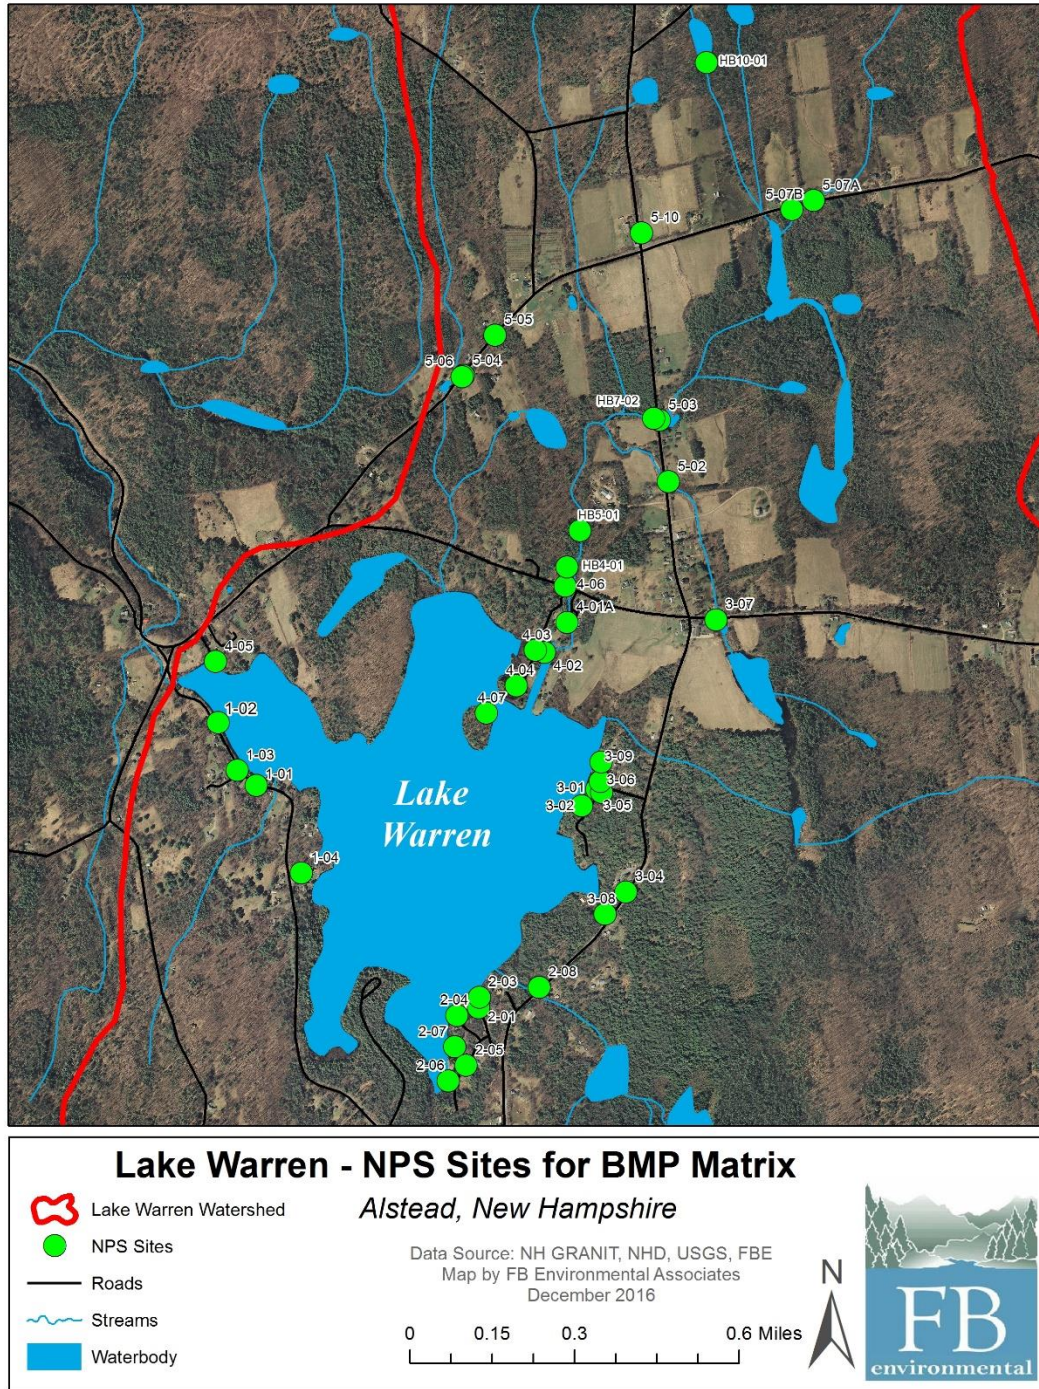 HB10-01
5-07A
5-07B
5-10
5-05
5-06
5-04
HB7-02
5-03
5-02
HB5-01
HB4-01
4-06
4-01A
3-07
4-03
4-02
4-05
4-04
4-07
1-02
3-09
1-03
3-06
1-01
3-01
3-05
3-02
Lake
Warren
1-04
3-04
3-08
2-08
2-03
2-04
2-01
2-07
2-05
2-06
Lake Warren - NPS Sites for BMP Matrix
Alstead, New Hampshire
Lake Warren Watershed
NPS Sites
Roads
Streams
Waterbody
Data Source: NH GRANIT, NHD, USGS, FBE
Map by FB Environmental Associates
December 2016
0 0.15 0.3 0.6 Miles
N
FB
environmental